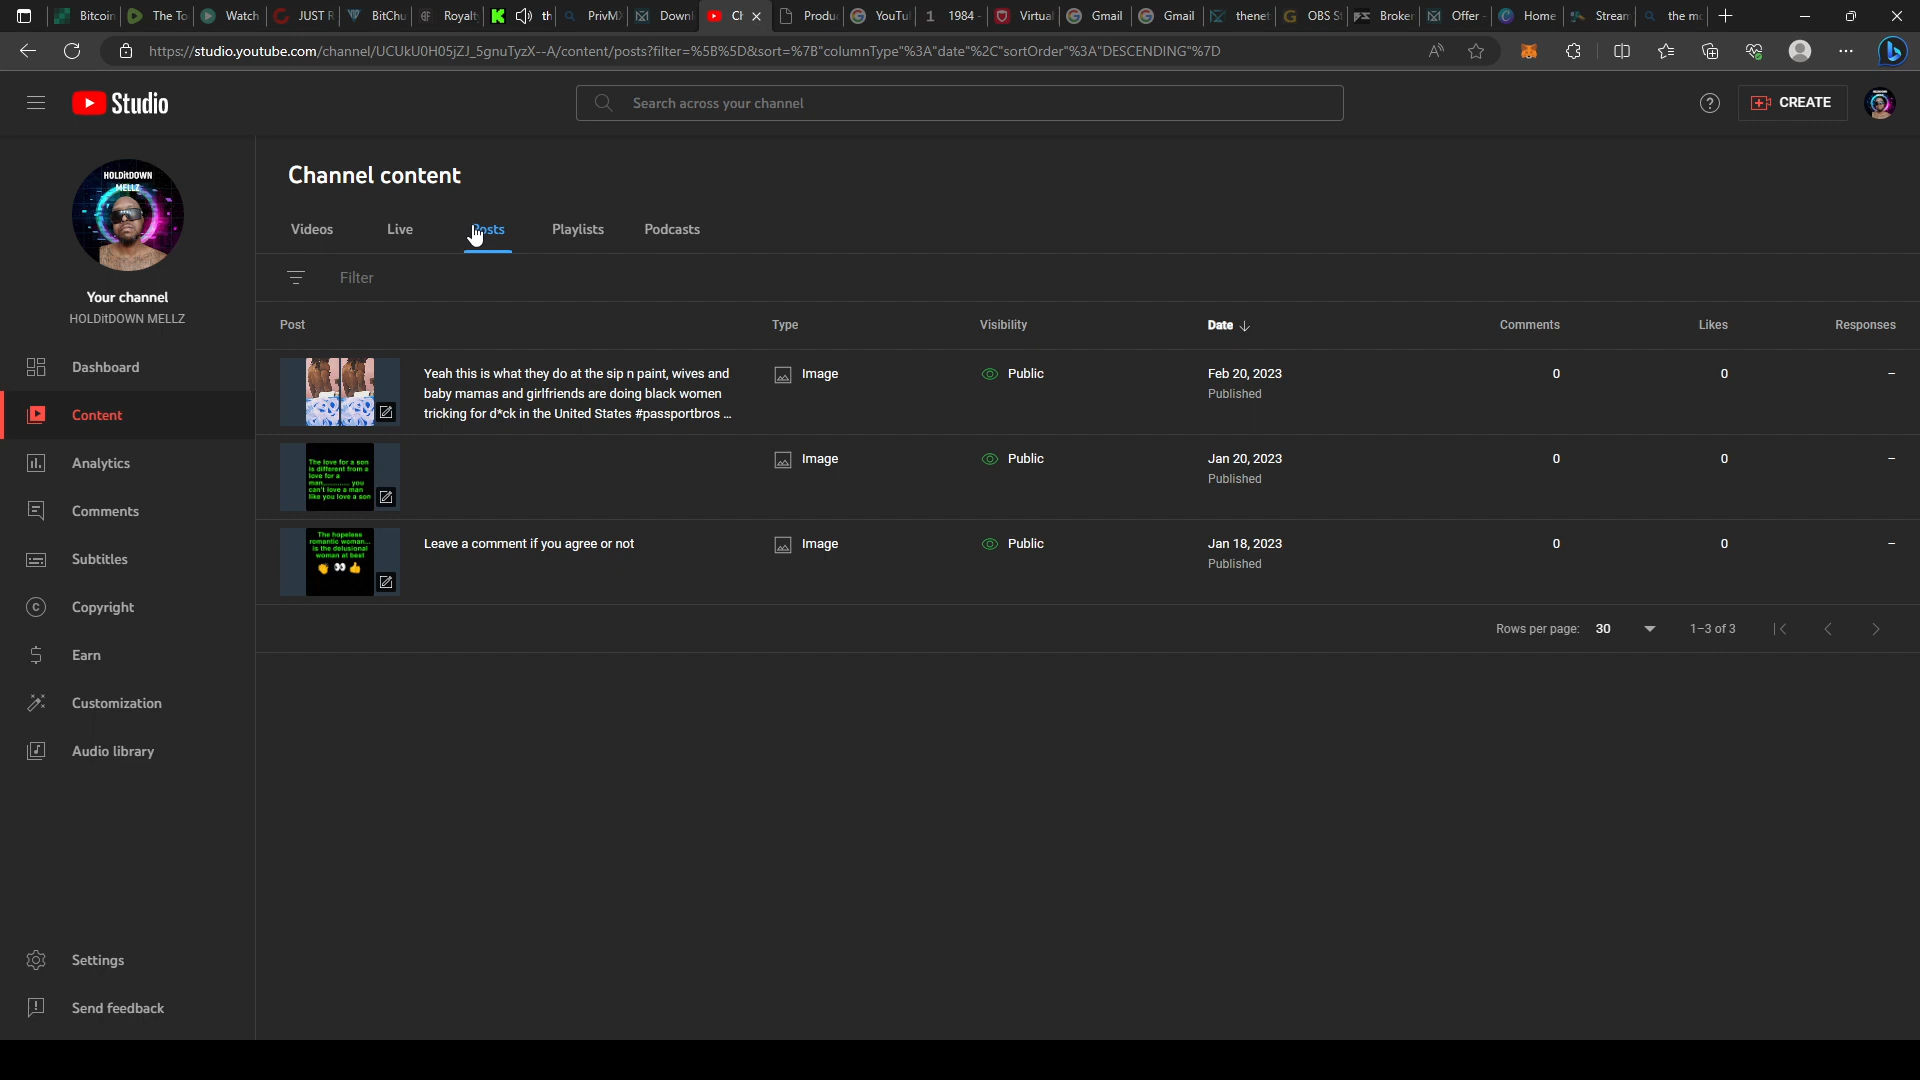 Bitcoin The To Watch JUST R BitChu Royalt th PrivMX Downl Cl Produ YouTu 1984 - Virtual Gmail Gmail thenet OBS St Broker Offer - Home Stream the mo
https://studio.youtube.com/channel/UCUkU0H05jZJ_5gnuTyzX--A/content/posts?filter=%5B%5D&sort=%7B"columnType"%3A"date"%2C"sortOrder"%3A"DESCENDING"%7D
Studio
Search across your channel
CREATE
HOLDitDOWN
MELLZ
Your channel
HOLDitDOWN MELLZ
Dashboard
Content
Analytics
Comments
Subtitles
Copyright
Earn
Customization
Audio library
Settings
Send feedback
Channel content
Videos Live Posts Playlists Podcasts
Filter
Post Type Visibility Date Comments Likes Responses
Yeah this is what they do at the sip n paint, wives and Image Public Feb 20, 2023 0 0 –
baby mamas and girlfriends are doing black women Published
tricking for d*ck in the United States #passportbros ...
The love for a son
is different from a
love for a
man............. you
can't love a man
like you love a son
Image Public Jan 20, 2023 0 0 –
Published
The hopeless
romantic woman...
is the delusional
woman at best
👏 👀 👍
Leave a comment if you agree or not Image Public Jan 18, 2023 0 0 –
Published
Rows per page: 30 1–3 of 3